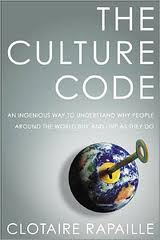 THE
CULTURE
CODE
AN INGENIOUS WAY TO UNDERSTAND WHY PEOPLE
AROUND THE WORLD BUY AND LIVE AS THEY DO
CLOTAIRE RAPAILLE